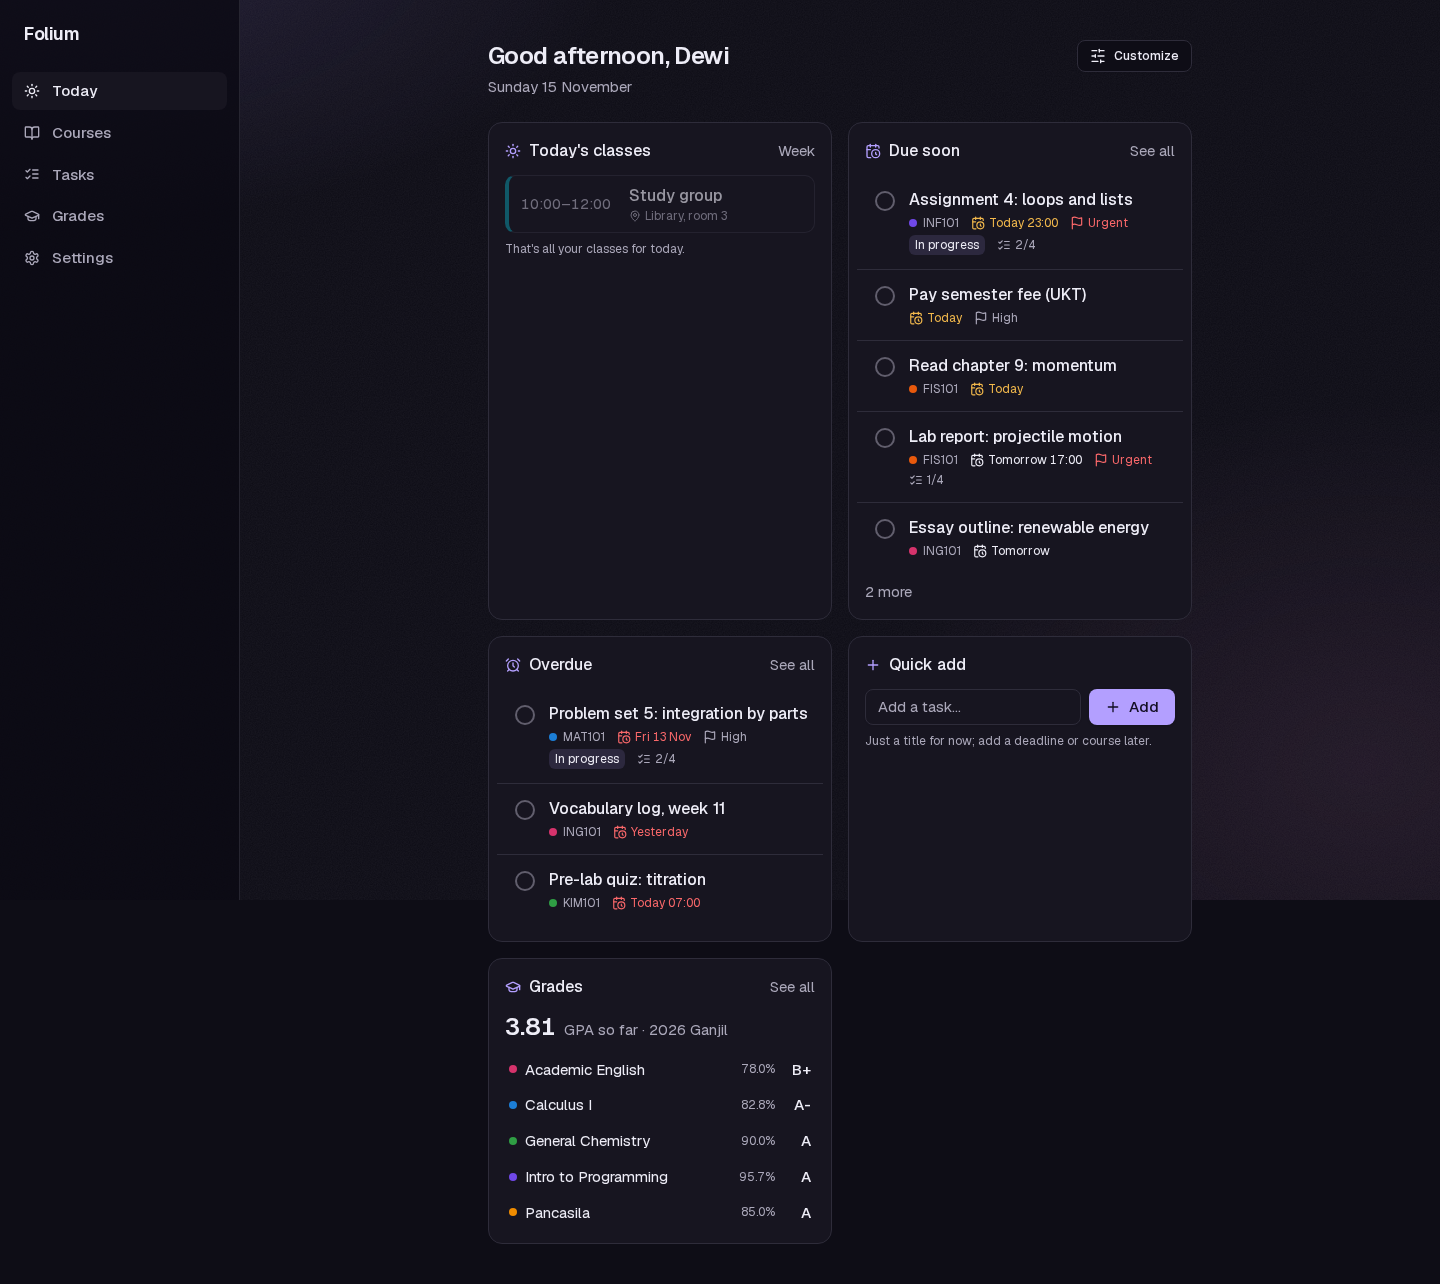 Folium
Today
Courses
Tasks
Grades
Settings
Good afternoon, Dewi
Customize
Sunday 15 November
Today's classes
Week
10:00–12:00
Study group
Library, room 3
That's all your classes for today.
Due soon
See all
Assignment 4: loops and lists
INF101 Today 23:00 Urgent
In progress 2/4
Pay semester fee (UKT)
Today High
Read chapter 9: momentum
FIS101 Today
Lab report: projectile motion
FIS101 Tomorrow 17:00 Urgent
1/4
Essay outline: renewable energy
ING101 Tomorrow
2 more
Overdue
See all
Problem set 5: integration by parts
MAT101 Fri 13 Nov High
In progress 2/4
Vocabulary log, week 11
ING101 Yesterday
Pre-lab quiz: titration
KIM101 Today 07:00
Quick add
Add a task...
Add
Just a title for now; add a deadline or course later.
Grades
See all
3.81 GPA so far · 2026 Ganjil
Academic English 78.0% B+
Calculus I 82.8% A-
General Chemistry 90.0% A
Intro to Programming 95.7% A
Pancasila 85.0% A